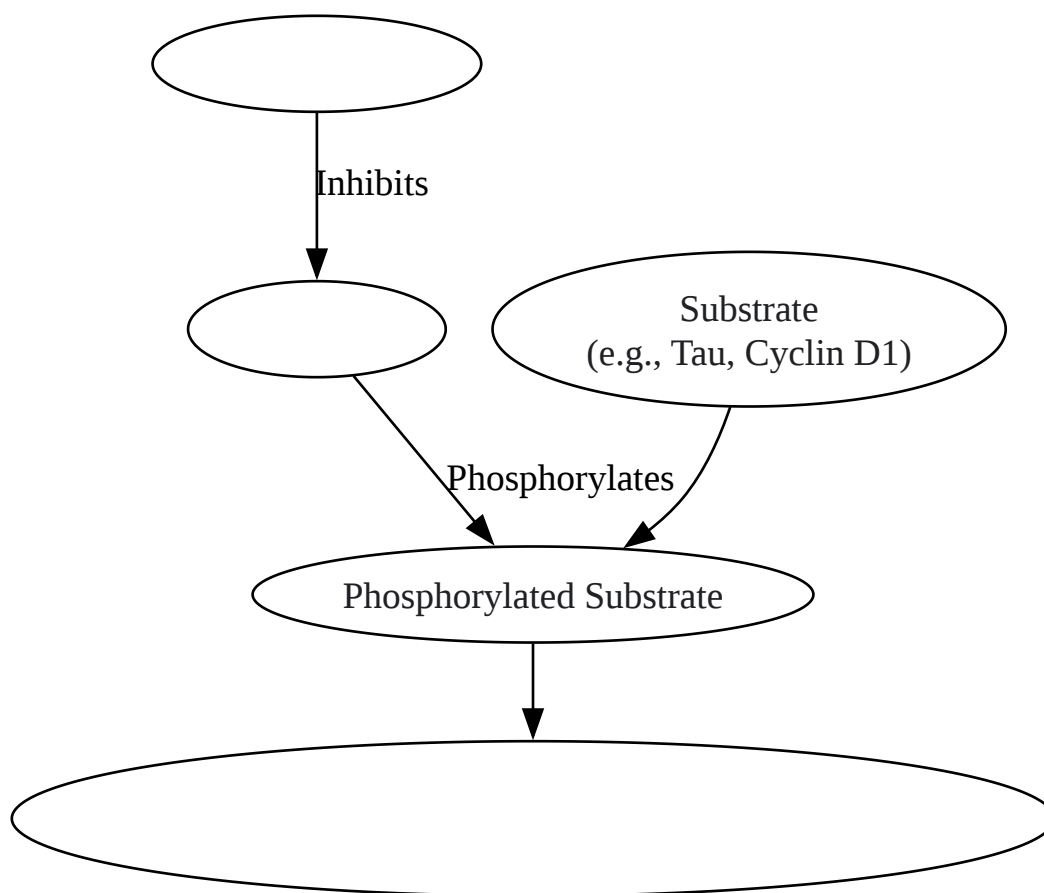 Inhibits
Substrate
(e.g., Tau, Cyclin D1)
Phosphorylates
Phosphorylated Substrate